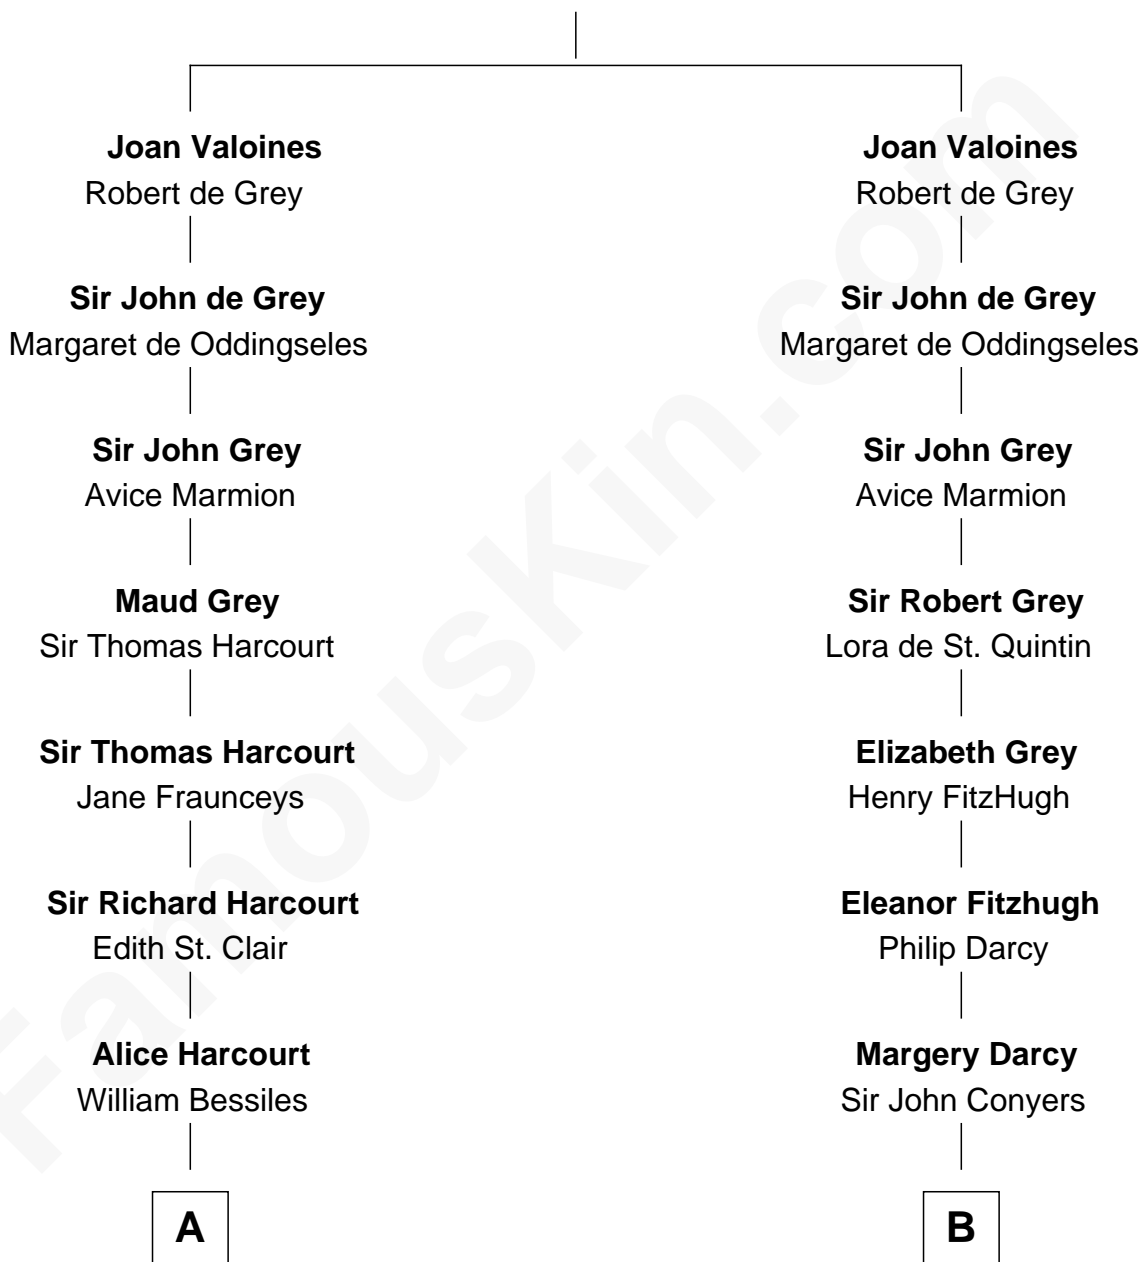 Joan Valoines
Robert de Grey
Sir John de Grey
Margaret de Oddingseles
Sir John Grey
Avice Marmion
Maud Grey
Sir Thomas Harcourt
Sir Thomas Harcourt
Jane Fraunceys
Sir Richard Harcourt
Edith St. Clair
Alice Harcourt
William Bessiles
A
Joan Valoines
Robert de Grey
Sir John de Grey
Margaret de Oddingseles
Sir John Grey
Avice Marmion
Sir Robert Grey
Lora de St. Quintin
Elizabeth Grey
Henry FitzHugh
Eleanor Fitzhugh
Philip Darcy
Margery Darcy
Sir John Conyers
B
FamousKin.com